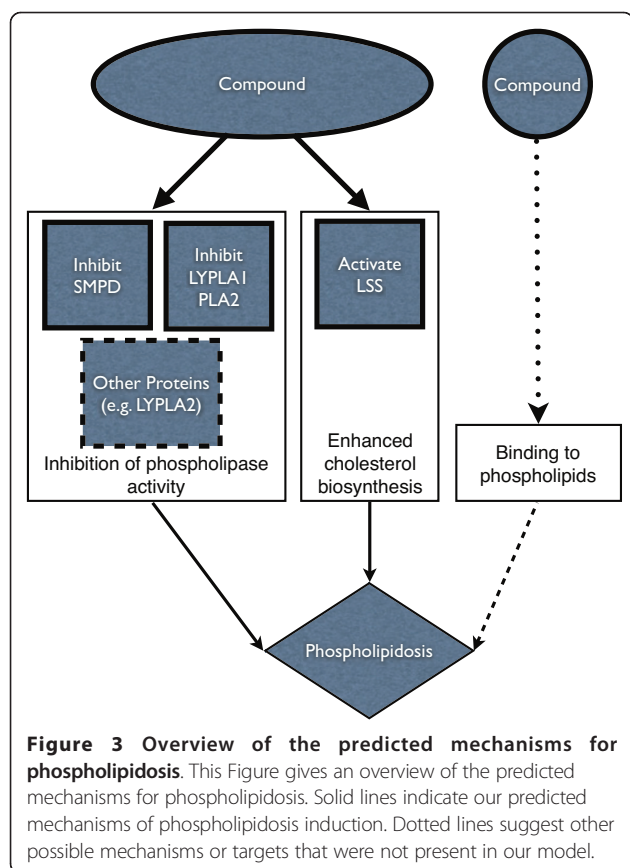 Compound
Compound
Inhibit
SMPD
Inhibit
LYPLA1
PLA2
Activate
LSS
Other Proteins
(e.g. LYPLA2)
Inhibition of phospholipase
activity
Enhanced
cholesterol
biosynthesis
Binding to
phospholipids
Phospholipidosis
Figure 3 Overview of the predicted mechanisms for
phospholipidosis. This Figure gives an overview of the predicted
mechanisms for phospholipidosis. Solid lines indicate our predicted
mechanisms of phospholipidosis induction. Dotted lines suggest other
possible mechanisms or targets that were not present in our model.